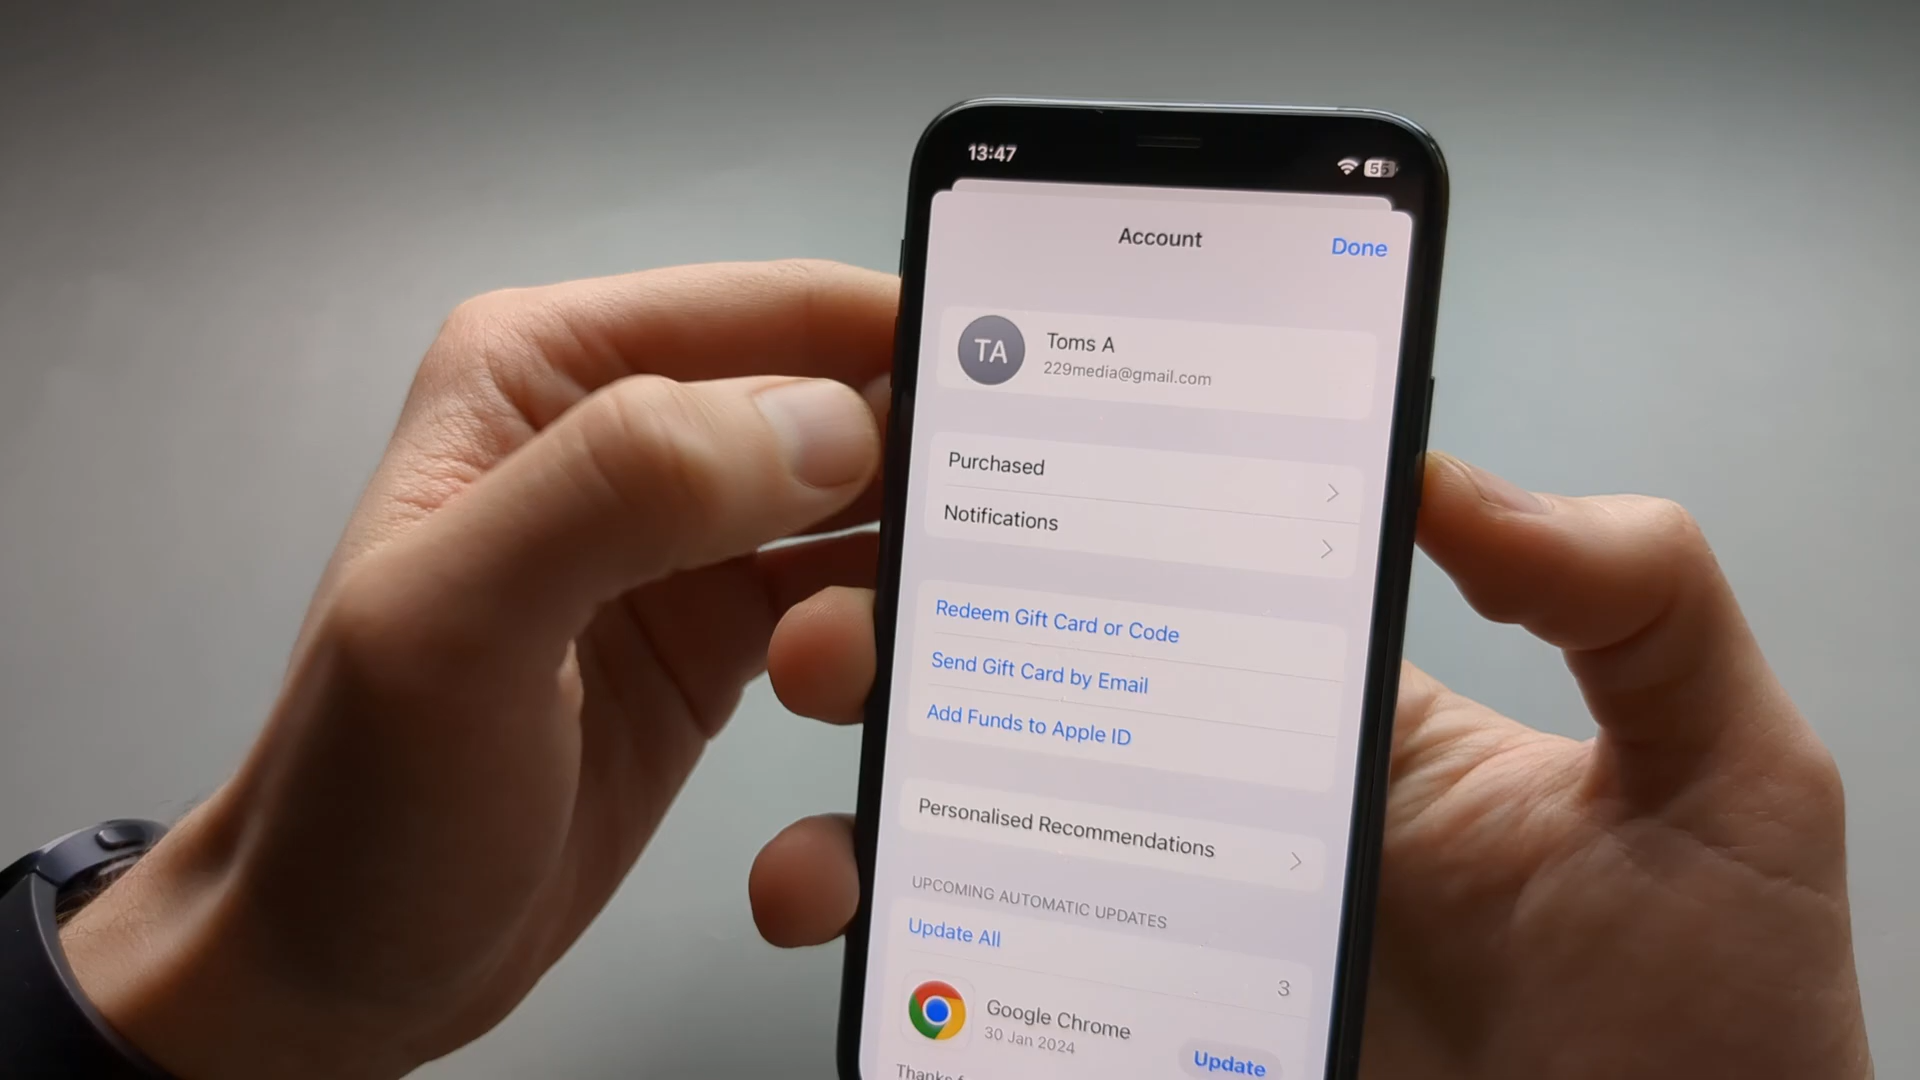 13:47
55
Account
Done
TA
Toms A
229media@gmail.com
Purchased
Notifications
Redeem Gift Card or Code
Send Gift Card by Email
Add Funds to Apple ID
Personalised Recommendations
UPCOMING AUTOMATIC UPDATES
Update All
3
Google Chrome
30 Jan 2024
Update
Thanks f